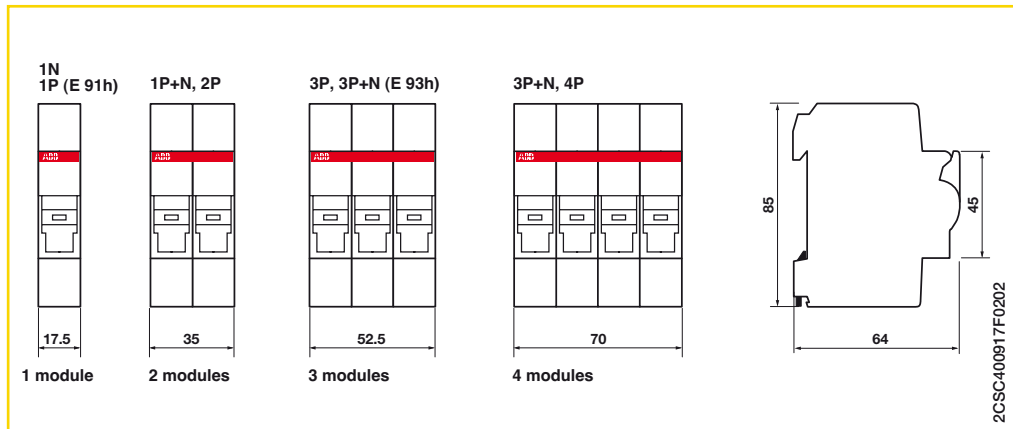 1N
1P (E 91h)
1P+N, 2P
3P, 3P+N (E 93h)
3P+N, 4P
ABB
ABB
ABB
ABB
85
45
17.5
35
52.5
70
64
1 module
2 modules
3 modules
4 modules
2CSC400917F0202